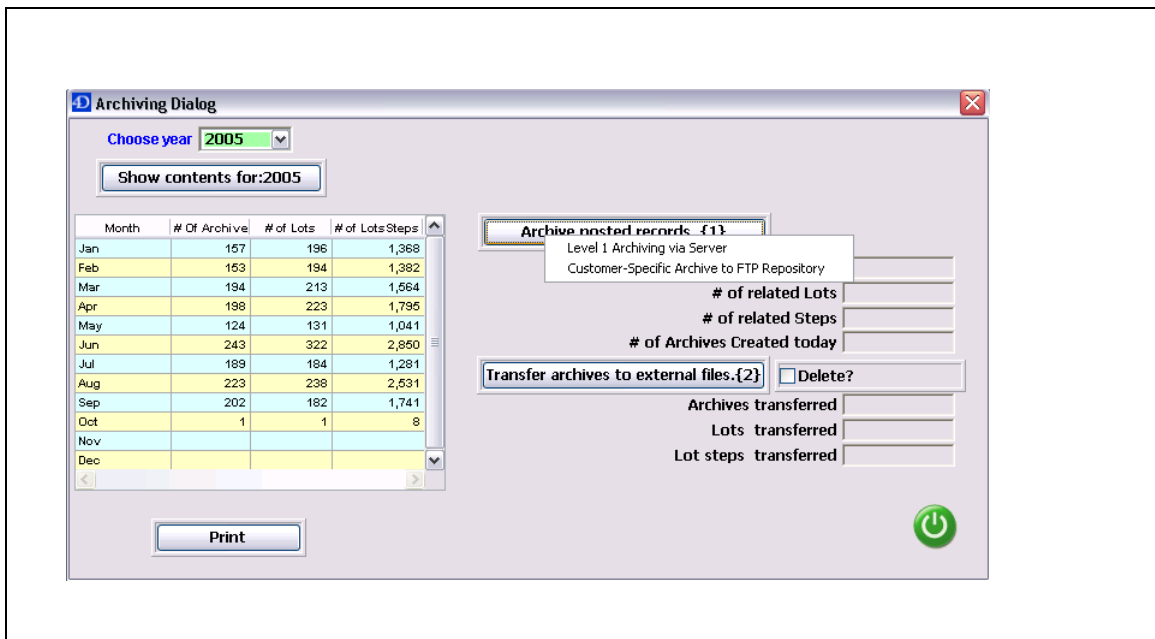 4D Archiving Dialog
Choose year 2005
Show contents for:2005
Month # Of Archive # of Lots # of LotsSteps
Jan 157 196 1,368
Feb 153 194 1,382
Mar 194 213 1,564
Apr 198 223 1,795
May 124 131 1,041
Jun 243 322 2,850
Jul 189 184 1,281
Aug 223 238 2,531
Sep 202 182 1,741
Oct 1 1 8
Nov
Dec
Print
Archive posted records. {1}
Level 1 Archiving via Server
Customer-Specific Archive to FTP Repository
# of related Lots
# of related Steps
# of Archives Created today
Transfer archives to external files.{2} Delete?
Archives transferred
Lots transferred
Lot steps transferred